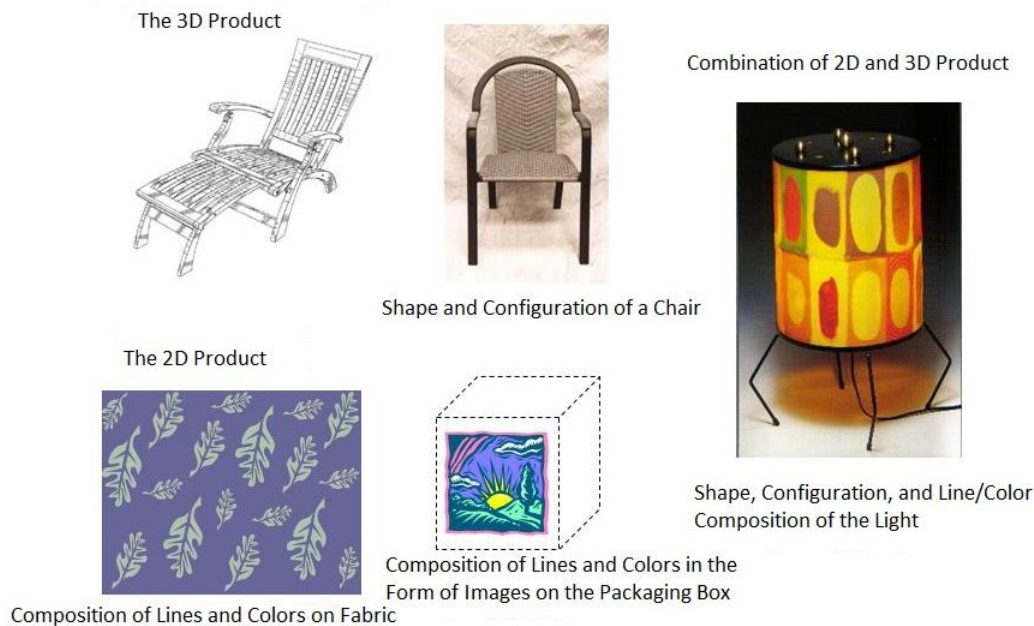 The 3D Product
Combination of 2D and 3D Product
Shape and Configuration of a Chair
The 2D Product
Shape, Configuration, and Line/Color
Composition of the Light
Composition of Lines and Colors in the
Form of Images on the Packaging Box
Composition of Lines and Colors on Fabric